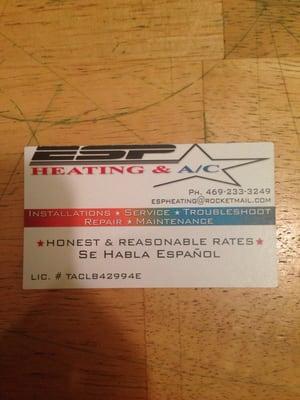 ESP
HEATING & A/C
PH. 469-233-3249
ESPHEATING@ROCKETMAIL.COM
INSTALLATIONS ★ SERVICE ★ TROUBLESHOOT
REPAIR ★ MAINTENANCE
★HONEST & REASONABLE RATES★
SE HABLA ESPAÑOL
LIC. # TACLB42994E